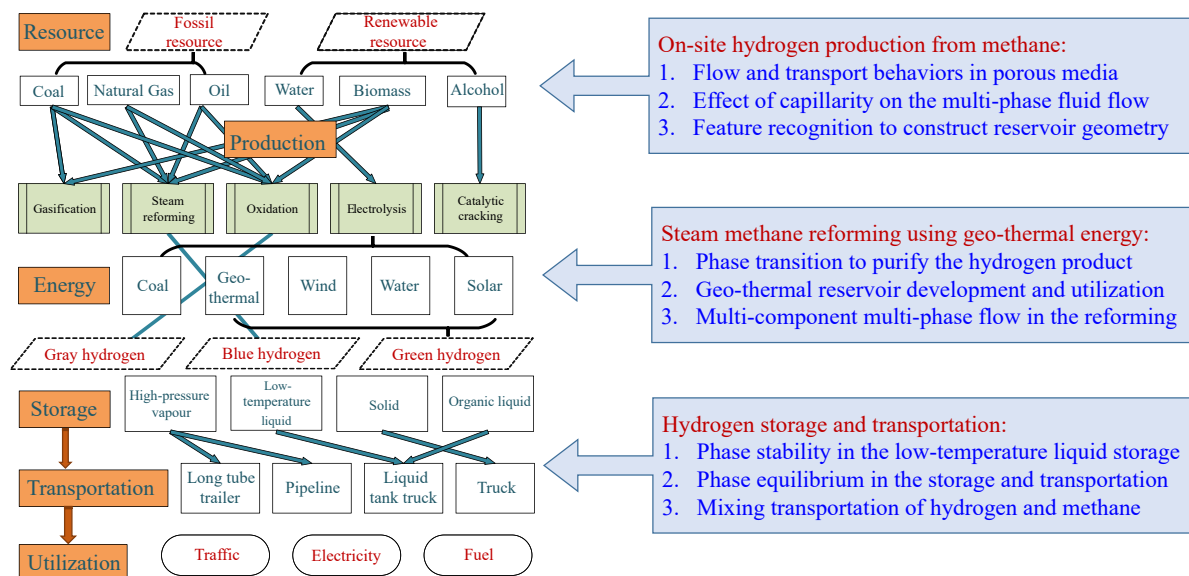 Resource
Fossil
resource
Renewable
resource
Coal
Natural Gas
Oil
Water
Biomass
Alcohol
Production
Gasification
Steam
reforming
Oxidation
Electrolysis
Catalytic
cracking
Energy
Coal
Geo-
thermal
Wind
Water
Solar
Gray hydrogen
Blue hydrogen
Green hydrogen
Storage
High-pressure
vapour
Low-
temperature
liquid
Solid
Organic liquid
Transportation
Long tube
trailer
Pipeline
Liquid
tank truck
Truck
Utilization
Traffic
Electricity
Fuel
On-site hydrogen production from methane:
1. Flow and transport behaviors in porous media
2. Effect of capillarity on the multi-phase fluid flow
3. Feature recognition to construct reservoir geometry
Steam methane reforming using geo-thermal energy:
1. Phase transition to purify the hydrogen product
2. Geo-thermal reservoir development and utilization
3. Multi-component multi-phase flow in the reforming
Hydrogen storage and transportation:
1. Phase stability in the low-temperature liquid storage
2. Phase equilibrium in the storage and transportation
3. Mixing transportation of hydrogen and methane